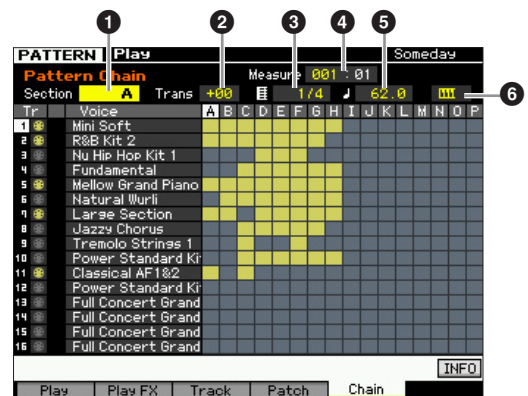 1 2 3 4 5
PATTERN Play Someday
Pattern Chain Measure 001 : 01
Section A Trans +00 1/4 ♩ 62.0 6
Tr Voice A B C D E F G H I J K L M N O P
1 Mini Soft
2 R&B Kit 2
3 Nu Hip Hop Kit 1
4 Fundamental
5 Mellow Grand Piano
6 Natural Wurli
7 Large Section
8 Jazzy Chorus
9 Tremolo Strings 1
10 Power Standard Ki
11 Classical AF1&2
12 Power Standard Ki
13 Full Concert Grand
14 Full Concert Grand
15 Full Concert Grand
16 Full Concert Grand
INFO
Play Play FX Track Patch Chain